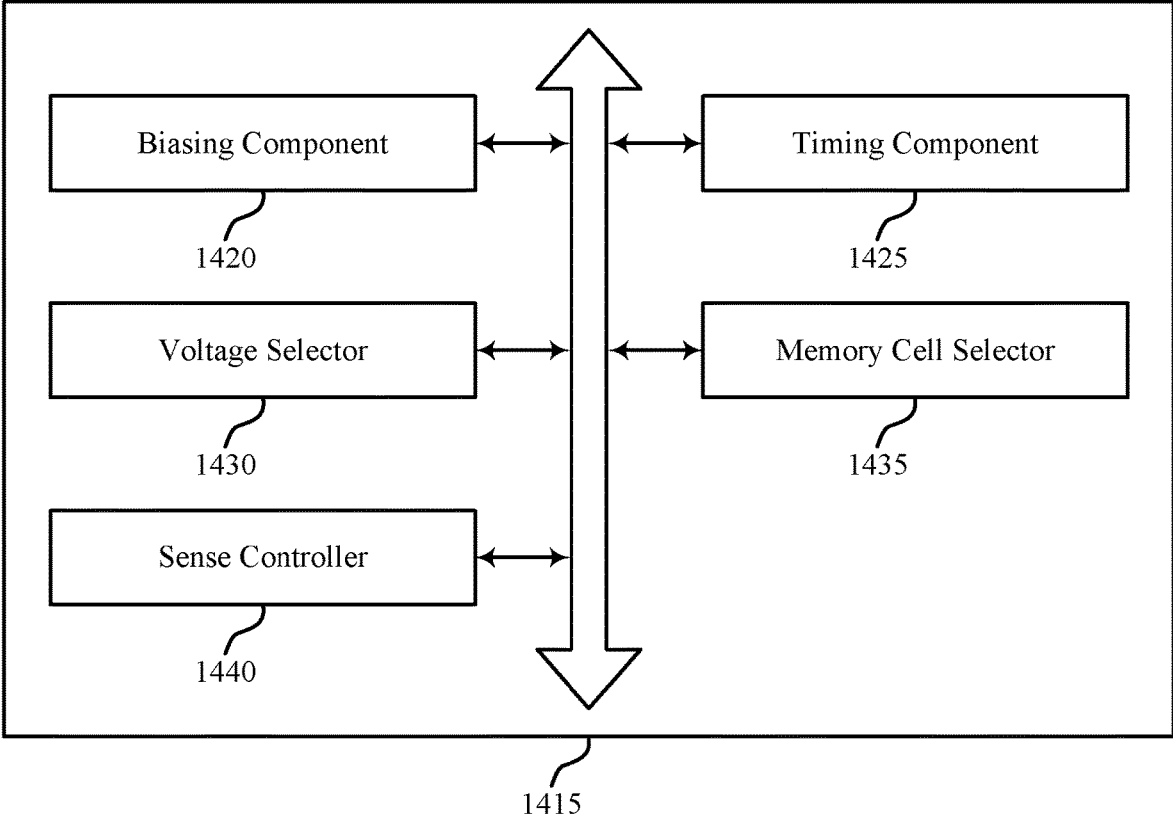 Biasing Component
Timing Component
1420
1425
Voltage Selector
Memory Cell Selector
1430
1435
Sense Controller
1440
1415